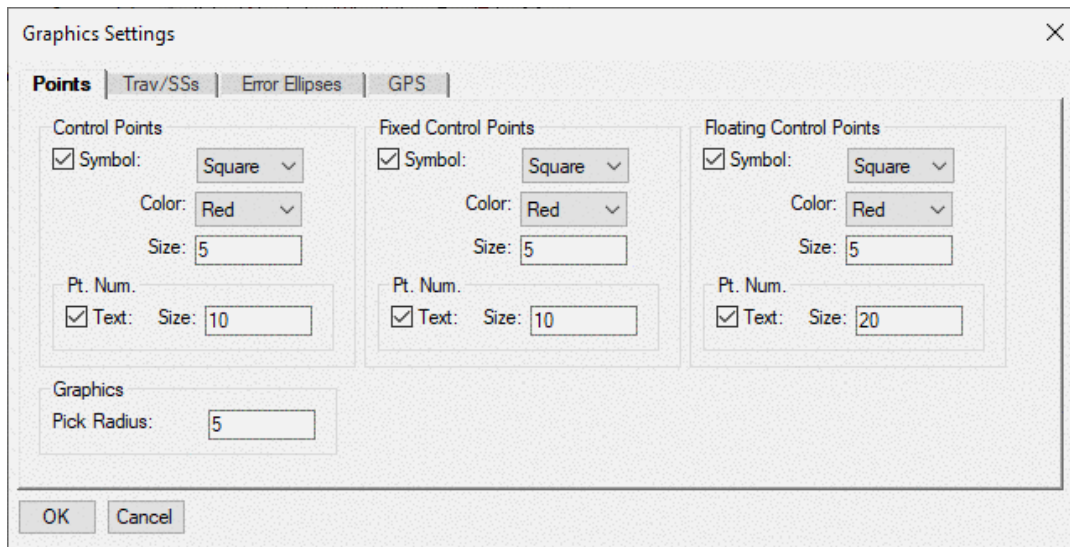 Graphics Settings
Points Trav/SSs Error Ellipses GPS
Control Points Fixed Control Points Floating Control Points
Symbol: Square Symbol: Square Symbol: Square
Color: Red Color: Red Color: Red
Size: 5 Size: 5 Size: 5
Pt. Num. Pt. Num. Pt. Num.
Text: Size: 10 Text: Size: 10 Text: Size: 20
Graphics
Pick Radius: 5
OK Cancel